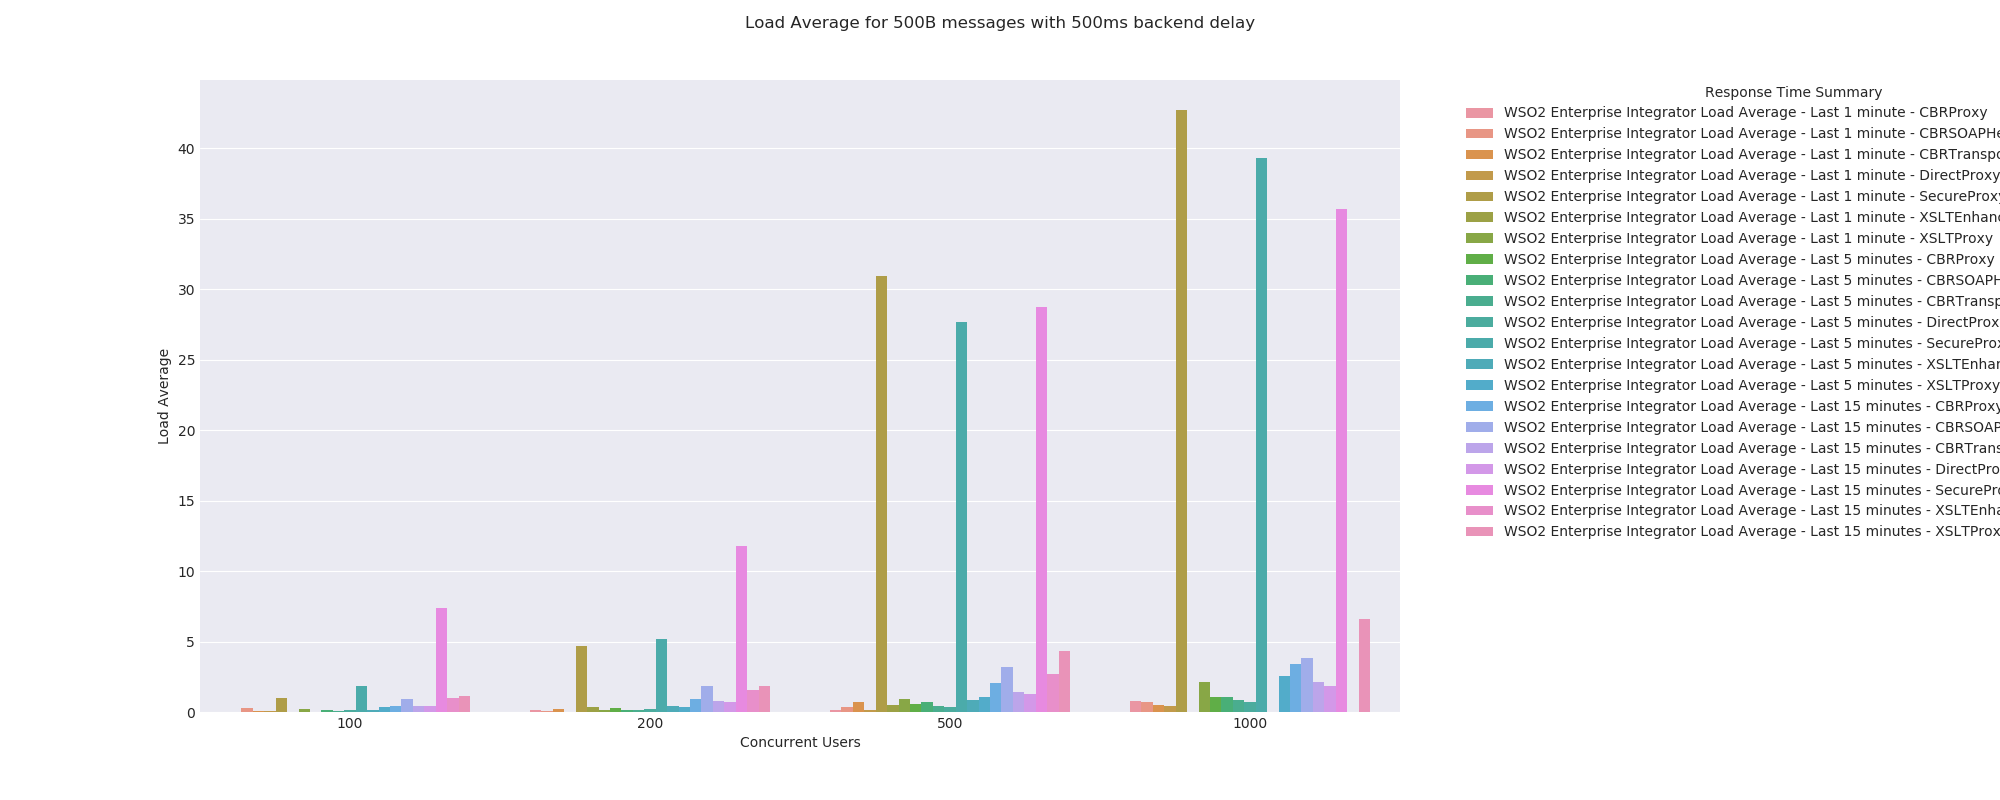 Load Average for 500B messages with 500ms backend delay
Response Time Summary
WSO2 Enterprise Integrator Load Average - Last 1 minute - CBRProxy
WSO2 Enterprise Integrator Load Average - Last 1 minute - CBRSOAPHe
WSO2 Enterprise Integrator Load Average - Last 1 minute - CBRTranspo
WSO2 Enterprise Integrator Load Average - Last 1 minute - DirectProxy
WSO2 Enterprise Integrator Load Average - Last 1 minute - SecureProxy
WSO2 Enterprise Integrator Load Average - Last 1 minute - XSLTEnhanc
WSO2 Enterprise Integrator Load Average - Last 1 minute - XSLTProxy
WSO2 Enterprise Integrator Load Average - Last 5 minutes - CBRProxy
WSO2 Enterprise Integrator Load Average - Last 5 minutes - CBRSOAPH
WSO2 Enterprise Integrator Load Average - Last 5 minutes - CBRTransp
WSO2 Enterprise Integrator Load Average - Last 5 minutes - DirectProx
WSO2 Enterprise Integrator Load Average - Last 5 minutes - SecureProx
WSO2 Enterprise Integrator Load Average - Last 5 minutes - XSLTEnhan
WSO2 Enterprise Integrator Load Average - Last 5 minutes - XSLTProxy
WSO2 Enterprise Integrator Load Average - Last 15 minutes - CBRProxy
WSO2 Enterprise Integrator Load Average - Last 15 minutes - CBRSOAP
WSO2 Enterprise Integrator Load Average - Last 15 minutes - CBRTrans
WSO2 Enterprise Integrator Load Average - Last 15 minutes - DirectPro
WSO2 Enterprise Integrator Load Average - Last 15 minutes - SecurePro
WSO2 Enterprise Integrator Load Average - Last 15 minutes - XSLTEnha
WSO2 Enterprise Integrator Load Average - Last 15 minutes - XSLTProx
Load Average
40
35
30
25
20
15
10
5
0
100 200 500 1000
Concurrent Users